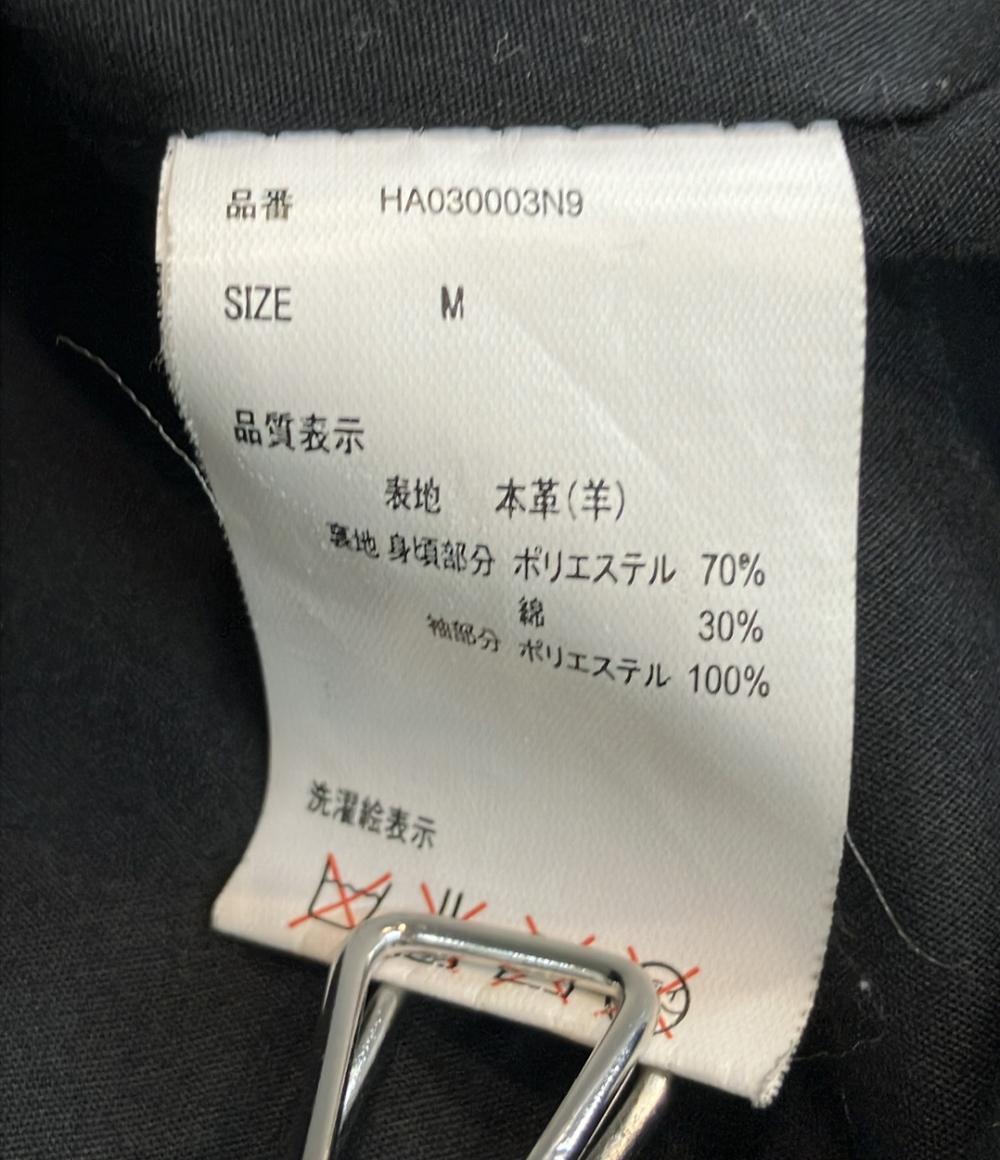 品番 HA030003N9
SIZE M
品質表示
表地 本革(羊)
裏地 身頃部分 ポリエステル 70%
綿 30%
袖部分 ポリエステル 100%
洗濯絵表示